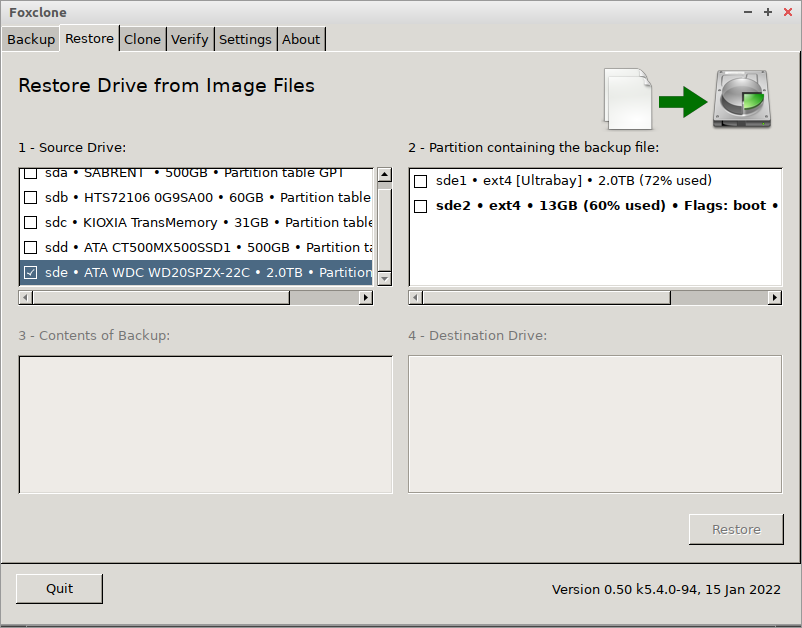 Foxclone
Backup Restore Clone Verify Settings About
Restore Drive from Image Files
1 - Source Drive:
sda • SABRENT • 500GB • Partition table GPT
sdb • HTS72106 0G9SA00 • 60GB • Partition table
sdc • KIOXIA TransMemory • 31GB • Partition table
sdd • ATA CT500MX500SSD1 • 500GB • Partition ta
sde • ATA WDC WD20SPZX-22C • 2.0TB • Partition
2 - Partition containing the backup file:
sde1 • ext4 [Ultrabay] • 2.0TB (72% used)
sde2 • ext4 • 13GB (60% used) • Flags: boot •
3 - Contents of Backup:
4 - Destination Drive:
Restore
Quit
Version 0.50 k5.4.0-94, 15 Jan 2022